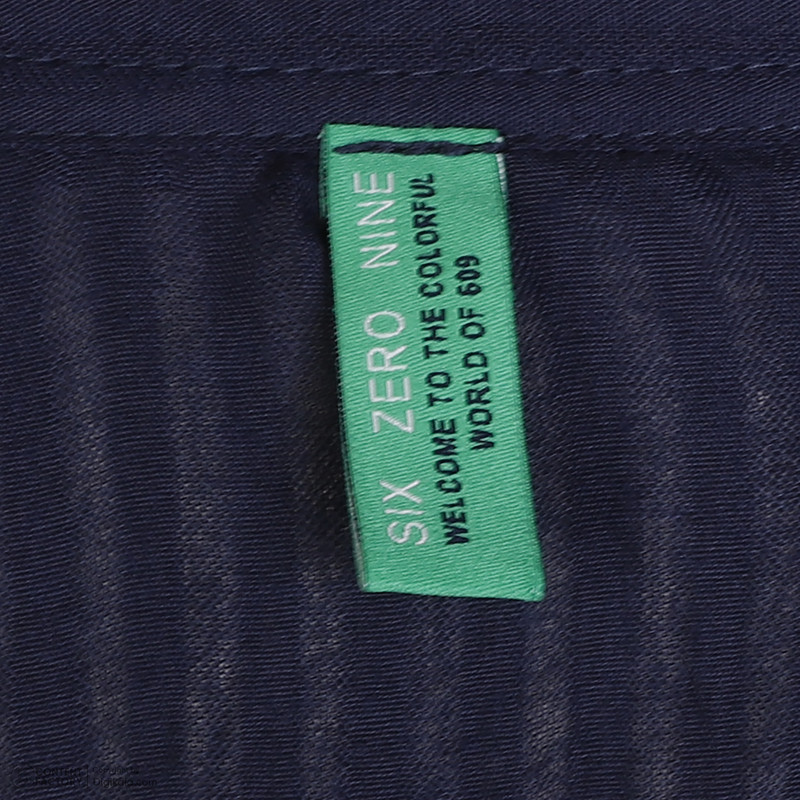 SIX ZERO NINE
WELCOME TO THE COLORFUL
WORLD OF 609